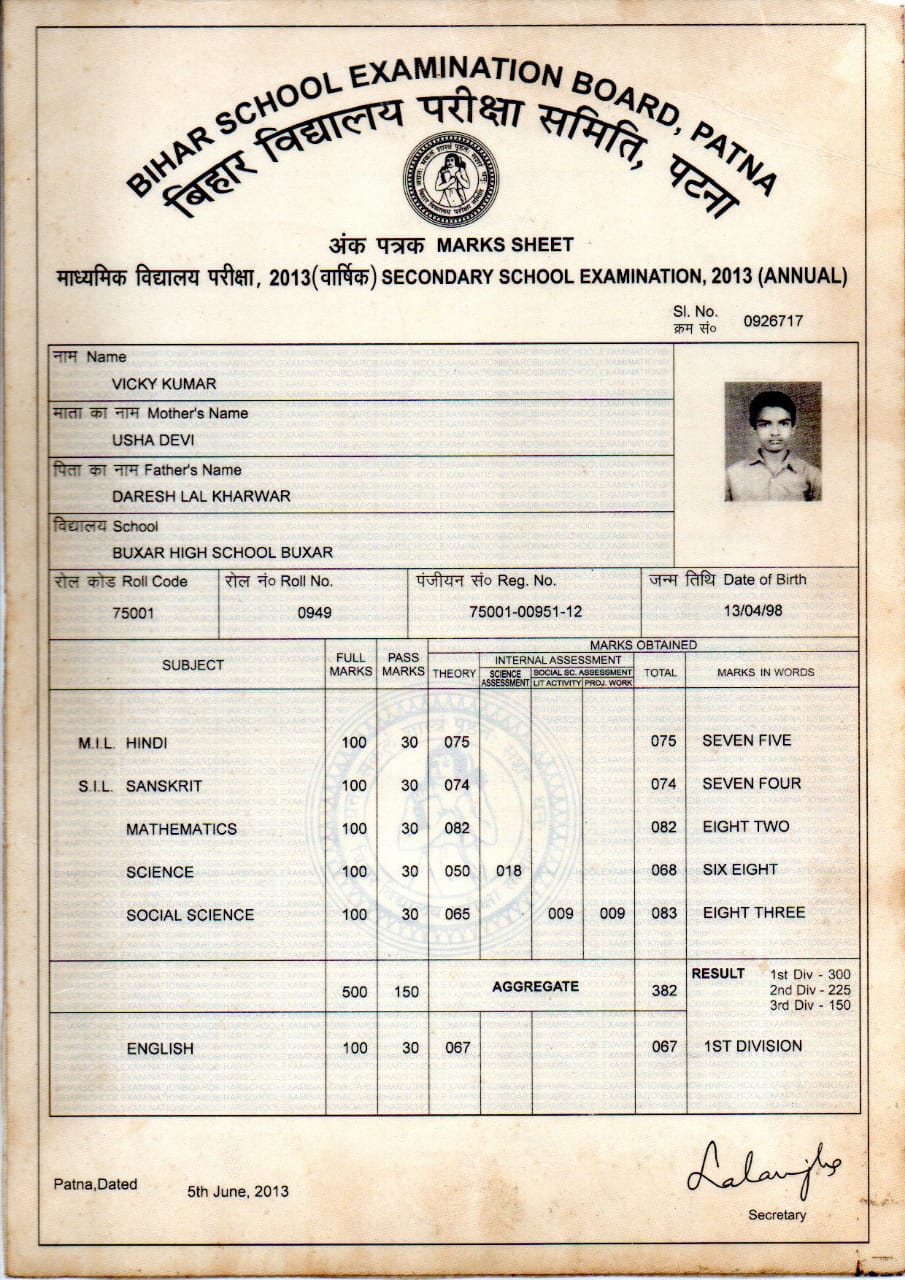 BIHAR SCHOOL EXAMINATION BOARD, PATNA
बिहार विद्यालय परीक्षा समिति, पटना
अंक पत्रक MARKS SHEET
माध्यमिक विद्यालय परीक्षा, 2013(वार्षिक) SECONDARY SCHOOL EXAMINATION, 2013 (ANNUAL)
Sl. No.
क्रम सं० 0926717
नाम Name
VICKY KUMAR
माता का नाम Mother's Name
USHA DEVI
पिता का नाम Father's Name
DARESH LAL KHARWAR
विद्यालय School
BUXAR HIGH SCHOOL BUXAR
रोल कोड Roll Code रोल नं० Roll No. पंजीयन सं० Reg. No. जन्म तिथि Date of Birth
75001 0949 75001-00951-12 13/04/98
MARKS OBTAINED
SUBJECT FULL MARKS PASS MARKS THEORY INTERNAL ASSESSMENT TOTAL MARKS IN WORDS
SCIENCE ASSESSMENT SOCIAL SC. ASSESSMENT
LIT ACTIVITY PROJ. WORK
M.I.L. HINDI 100 30 075 075 SEVEN FIVE
S.I.L. SANSKRIT 100 30 074 074 SEVEN FOUR
MATHEMATICS 100 30 082 082 EIGHT TWO
SCIENCE 100 30 050 018 068 SIX EIGHT
SOCIAL SCIENCE 100 30 065 009 009 083 EIGHT THREE
500 150 AGGREGATE 382 RESULT 1st Div - 300
2nd Div - 225
3rd Div - 150
ENGLISH 100 30 067 067 1ST DIVISION
Patna,Dated 5th June, 2013
Secretary